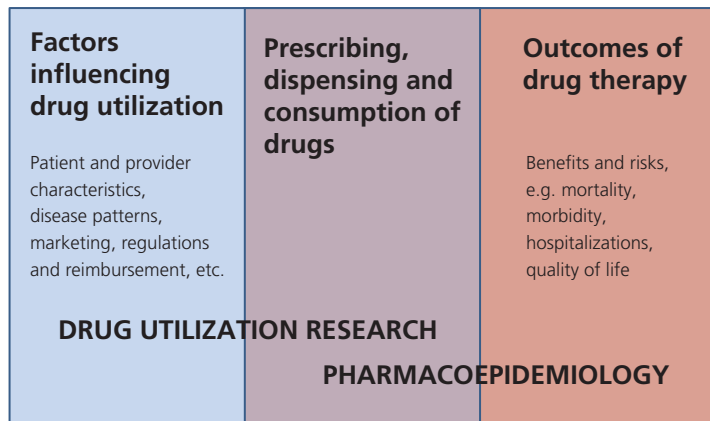 Factors
influencing
drug utilization
Patient and provider
characteristics,
disease patterns,
marketing, regulations
and reimbursement, etc.
Prescribing,
dispensing and
consumption of
drugs
Outcomes of
drug therapy
Benefits and risks,
e.g. mortality,
morbidity,
hospitalizations,
quality of life
DRUG UTILIZATION RESEARCH
PHARMACOEPIDEMIOLOGY